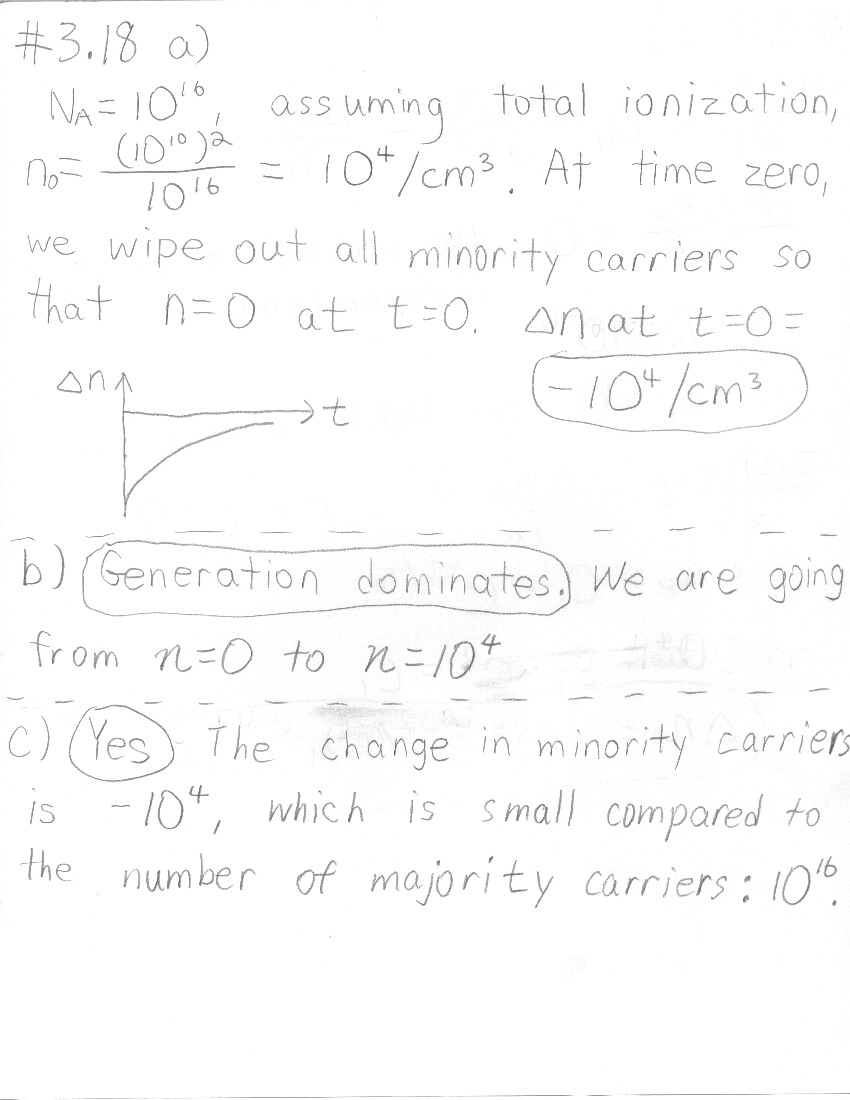 #3.18 a)
N_A = 10^16, assuming total ionization,
n_0 = (10^10)^2 / 10^16 = 10^4/cm^3. At time zero,
we wipe out all minority carriers so
that n=0 at t=0. Δn at t=0 =
-10^4/cm^3
Δn
t
b) Generation dominates. We are going
from n=0 to n=10^4
c) Yes The change in minority carriers
is -10^4, which is small compared to
the number of majority carriers: 10^16.